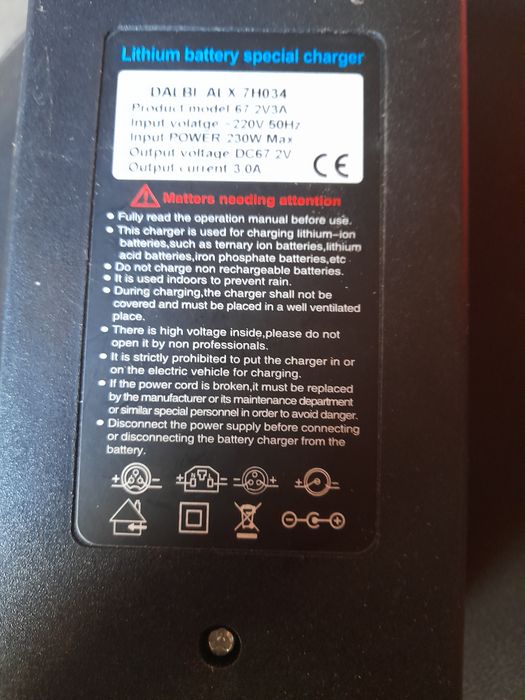 Lithium battery special charger
DALBI ALX 7H034
Product model 67.2V3A
Input volatge ~220V 50Hz
Input POWER 230W Max
Output voltage DC67.2V
Output current 3.0A
CE
Matters needing attention
● Fully read the operation manual before use.
● This charger is used for charging lithium-ion
batteries,such as ternary ion batteries,lithium
acid batteries,iron phosphate batteries,etc
● Do not charge non rechargeable batteries.
● It is used indoors to prevent rain.
● During charging,the charger shall not be
covered and must be placed in a well ventilated
place.
● There is high voltage inside,please do not
open it by non professionals.
● It is strictly prohibited to put the charger in or
on the electric vehicle for charging.
● If the power cord is broken,it must be replaced
by the manufacturer or its maintenance department
or similar special personnel in order to avoid danger.
● Disconnect the power supply before connecting
or disconnecting the battery charger from the
battery.